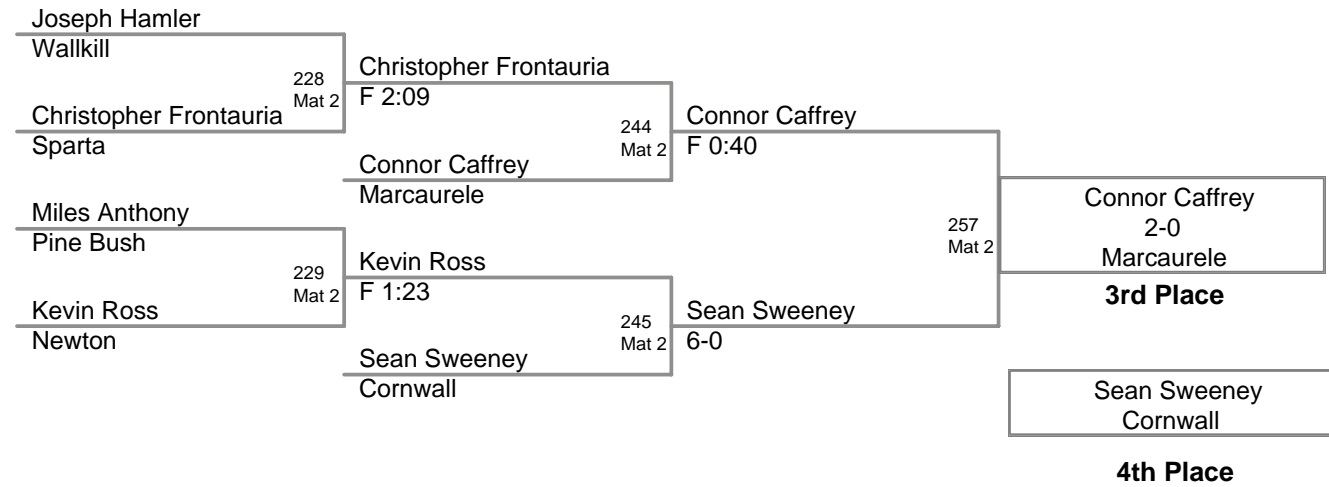 Joseph Hamler
Wallkill
228
Mat 2
Christopher Frontauria
F 2:09
Christopher Frontauria
Sparta
244
Mat 2
Connor Caffrey
F 0:40
Connor Caffrey
Marcaurele
Miles Anthony
Pine Bush
229
Mat 2
Kevin Ross
F 1:23
Kevin Ross
Newton
245
Mat 2
Sean Sweeney
6-0
Sean Sweeney
Cornwall
257
Mat 2
Connor Caffrey
2-0
Marcaurele
3rd Place
Sean Sweeney
Cornwall
4th Place